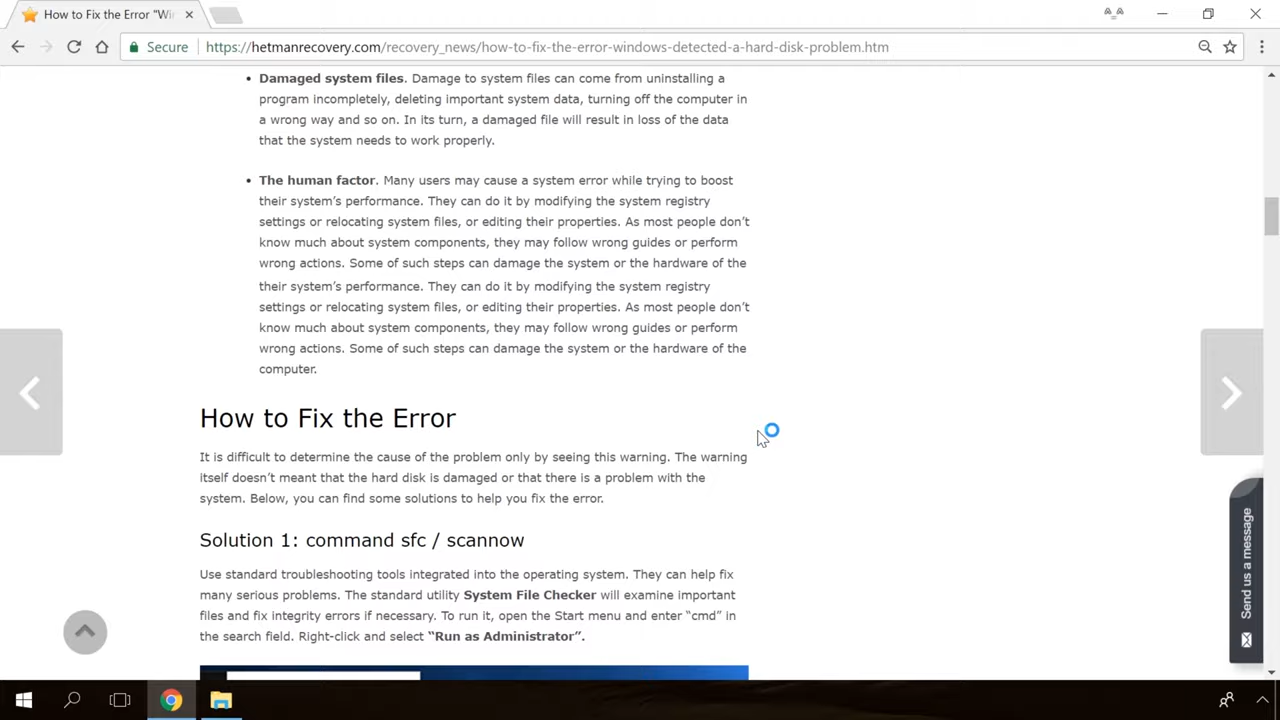 How to Fix the Error "Wi
Secure
https://hetmanrecovery.com/recovery_news/how-to-fix-the-error-windows-detected-a-hard-disk-problem.htm
• Damaged system files. Damage to system files can come from uninstalling a
program incompletely, deleting important system data, turning off the computer in
a wrong way and so on. In its turn, a damaged file will result in loss of the data
that the system needs to work properly.
• The human factor. Many users may cause a system error while trying to boost
their system's performance. They can do it by modifying the system registry
settings or relocating system files, or editing their properties. As most people don't
know much about system components, they may follow wrong guides or perform
wrong actions. Some of such steps can damage the system or the hardware of the
their system's performance. They can do it by modifying the system registry
settings or relocating system files, or editing their properties. As most people don't
know much about system components, they may follow wrong guides or perform
wrong actions. Some of such steps can damage the system or the hardware of the
computer.
How to Fix the Error
It is difficult to determine the cause of the problem only by seeing this warning. The warning
itself doesn't meant that the hard disk is damaged or that there is a problem with the
system. Below, you can find some solutions to help you fix the error.
Solution 1: command sfc / scannow
Use standard troubleshooting tools integrated into the operating system. They can help fix
many serious problems. The standard utility System File Checker will examine important
files and fix integrity errors if necessary. To run it, open the Start menu and enter "cmd" in
the search field. Right-click and select "Run as Administrator".
Send us a message